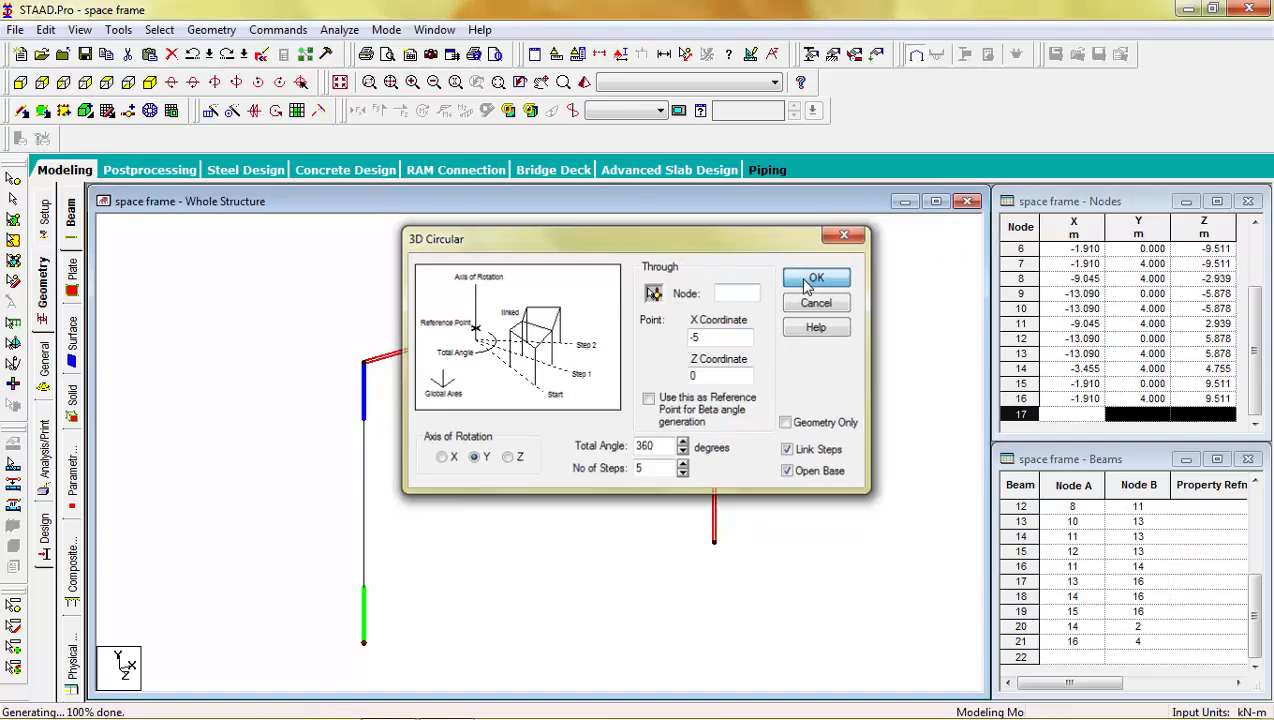 STAAD.Pro - space frame
File Edit View Tools Select Geometry Commands Analyze Mode Window Help
Modeling Postprocessing Steel Design Concrete Design RAM Connection Bridge Deck Advanced Slab Design Piping
Setup
Geometry
General
Analysis/Print
Design
Beam
Plate
Surface
Solid
Parametr...
Composite...
Physical ...
space frame - Whole Structure
3D Circular
Axis of Rotation
linked
Reference Point
Total Angle
Step 2
Step 1
Start
Global Axes
Through
Node:
Point: X Coordinate
-5
Z Coordinate
0
Use this as Reference
Point for Beta angle
generation
OK
Cancel
Help
Geometry Only
Axis of Rotation
X Y Z
Total Angle: 360 degrees
No of Steps: 5
Link Steps
Open Base
Y
X
Z
space frame - Nodes
Node X m Y m Z m
6 -1.910 0.000 -9.511
7 -1.910 4.000 -9.511
8 -9.045 4.000 -2.939
9 -13.090 0.000 -5.878
10 -13.090 4.000 -5.878
11 -9.045 4.000 2.939
12 -13.090 0.000 5.878
13 -13.090 4.000 5.878
14 -3.455 4.000 4.755
15 -1.910 0.000 9.511
16 -1.910 4.000 9.511
17
space frame - Beams
Beam Node A Node B Property Refn
12 8 11
13 10 13
14 11 13
15 12 13
16 11 14
17 13 16
18 14 16
19 15 16
20 14 2
21 16 4
22
Generating... 100% done. Modeling Mo Input Units: kN-m